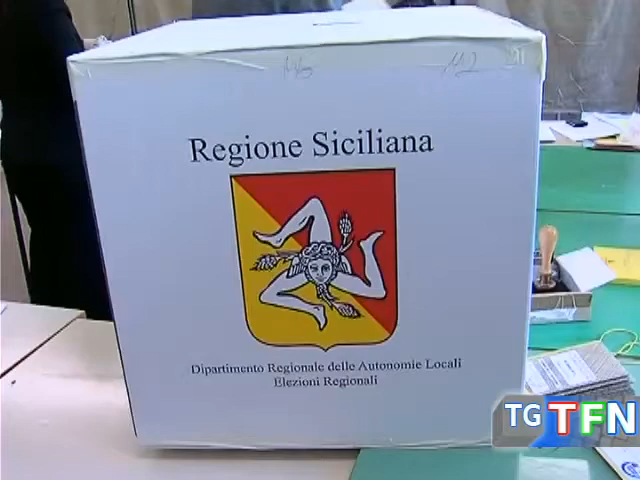 Regione Siciliana
Dipartimento Regionale delle Autonomie Locali
Elezioni Regionali
TG TFN